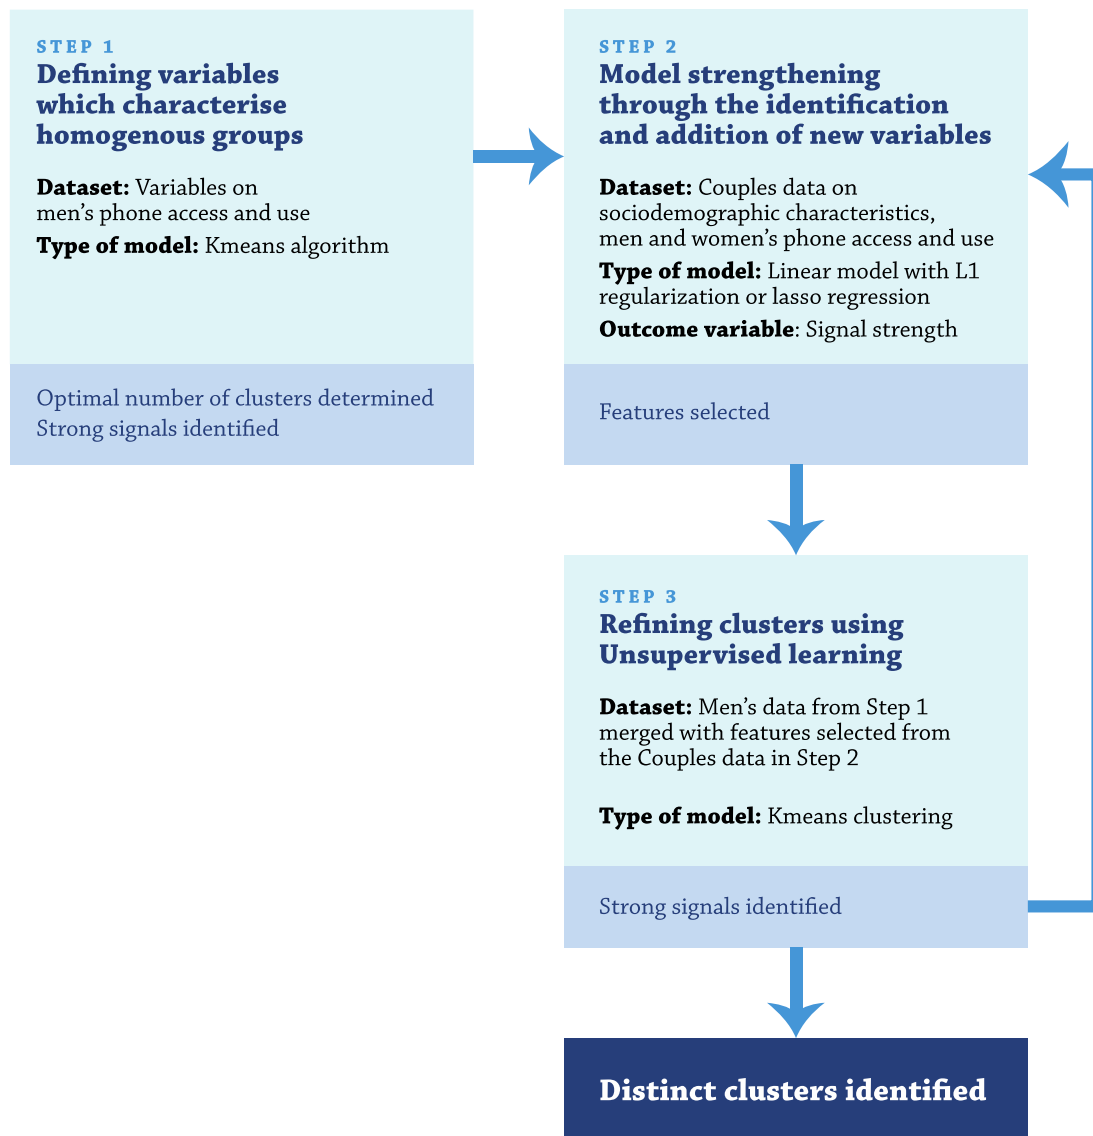 STEP 1
Defining variables
which characterise
homogenous groups
Dataset: Variables on
men’s phone access and use
Type of model: Kmeans algorithm
Optimal number of clusters determined
Strong signals identified
STEP 2
Model strengthening
through the identification
and addition of new variables
Dataset: Couples data on
sociodemographic characteristics,
men and women’s phone access and use
Type of model: Linear model with L1
regularization or lasso regression
Outcome variable: Signal strength
Features selected
STEP 3
Refining clusters using
Unsupervised learning
Dataset: Men’s data from Step 1
merged with features selected from
the Couples data in Step 2
Type of model: Kmeans clustering
Strong signals identified
Distinct clusters identified